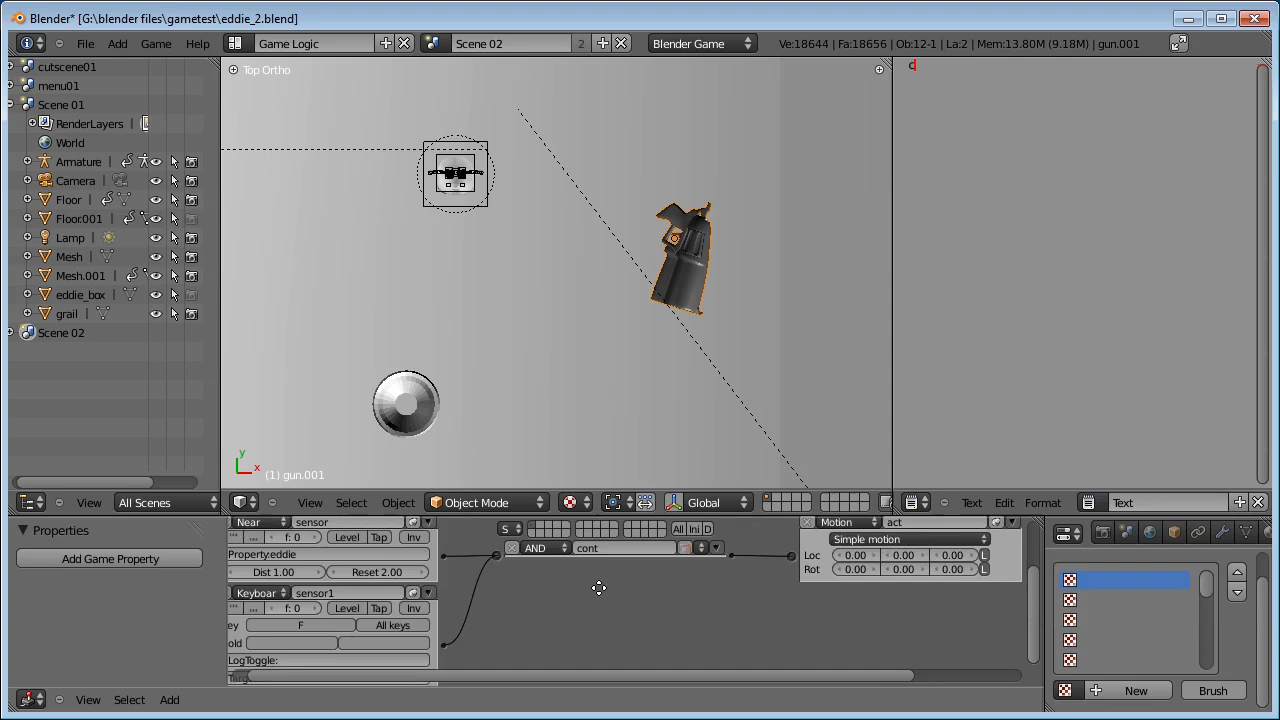 Blender* [G:\blender files\gametest\eddie_2.blend]
File Add Game Help Game Logic Scene 02 2 Blender Game Ve:18644 | Fa:18656 | Ob:12-1 | La:2 | Mem:13.80M (9.18M) | gun.001
cutscene01
menu01
Scene 01
RenderLayers |
World
Armature |
Camera |
Floor |
Floor.001
Lamp |
Mesh |
Mesh.001 |
eddie_box |
grail |
Scene 02
Top Ortho
y
x
(1) gun.001
View All Scenes
View Select Object Object Mode Global
Text Edit Format Text
Properties
Add Game Property
Near sensor
... f: 0 Level Tap Inv
Property:eddie
Dist 1.00 Reset 2.00
Keyboar sensor1
... f: 0 Level Tap Inv
ey F All keys
old
LogToggle:
Targ
S All Ini D
AND cont
Motion act
Simple motion
Loc 0.00 0.00 0.00 L
Rot 0.00 0.00 0.00 L
New Brush
View Select Add